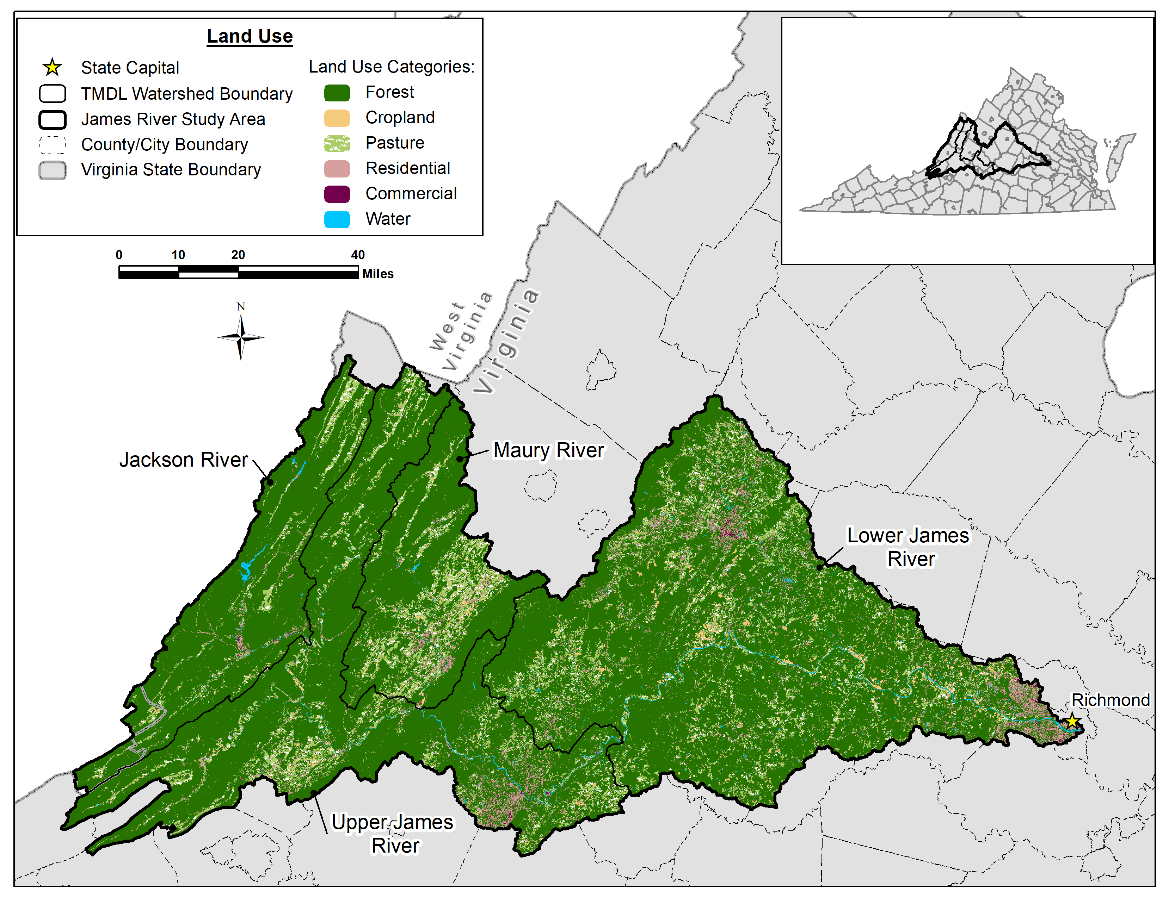 Land Use
State Capital
TMDL Watershed Boundary
James River Study Area
County/City Boundary
Virginia State Boundary
Land Use Categories:
Forest
Cropland
Pasture
Residential
Commercial
Water
0 10 20 40
Miles
N
West
Virginia
Virginia
Jackson River
Maury River
Lower James
River
Richmond
Upper James
River